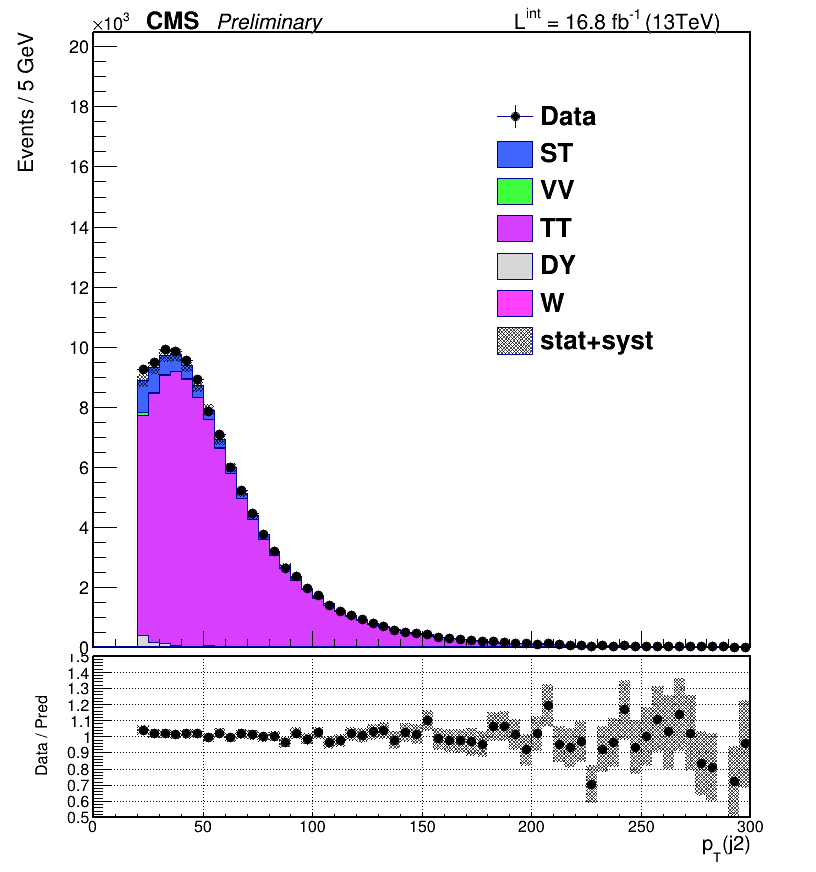 ×10³ CMS Preliminary L^int = 16.8 fb⁻¹ (13TeV)
Events / 5 GeV
20
18
16
14
12
10
8
6
4
2
0
Data
ST
VV
TT
DY
W
stat+syst
Data / Pred
1.5
1.4
1.3
1.2
1.1
1
0.9
0.8
0.7
0.6
0.5
0 50 100 150 200 250 300
p_T(j2)